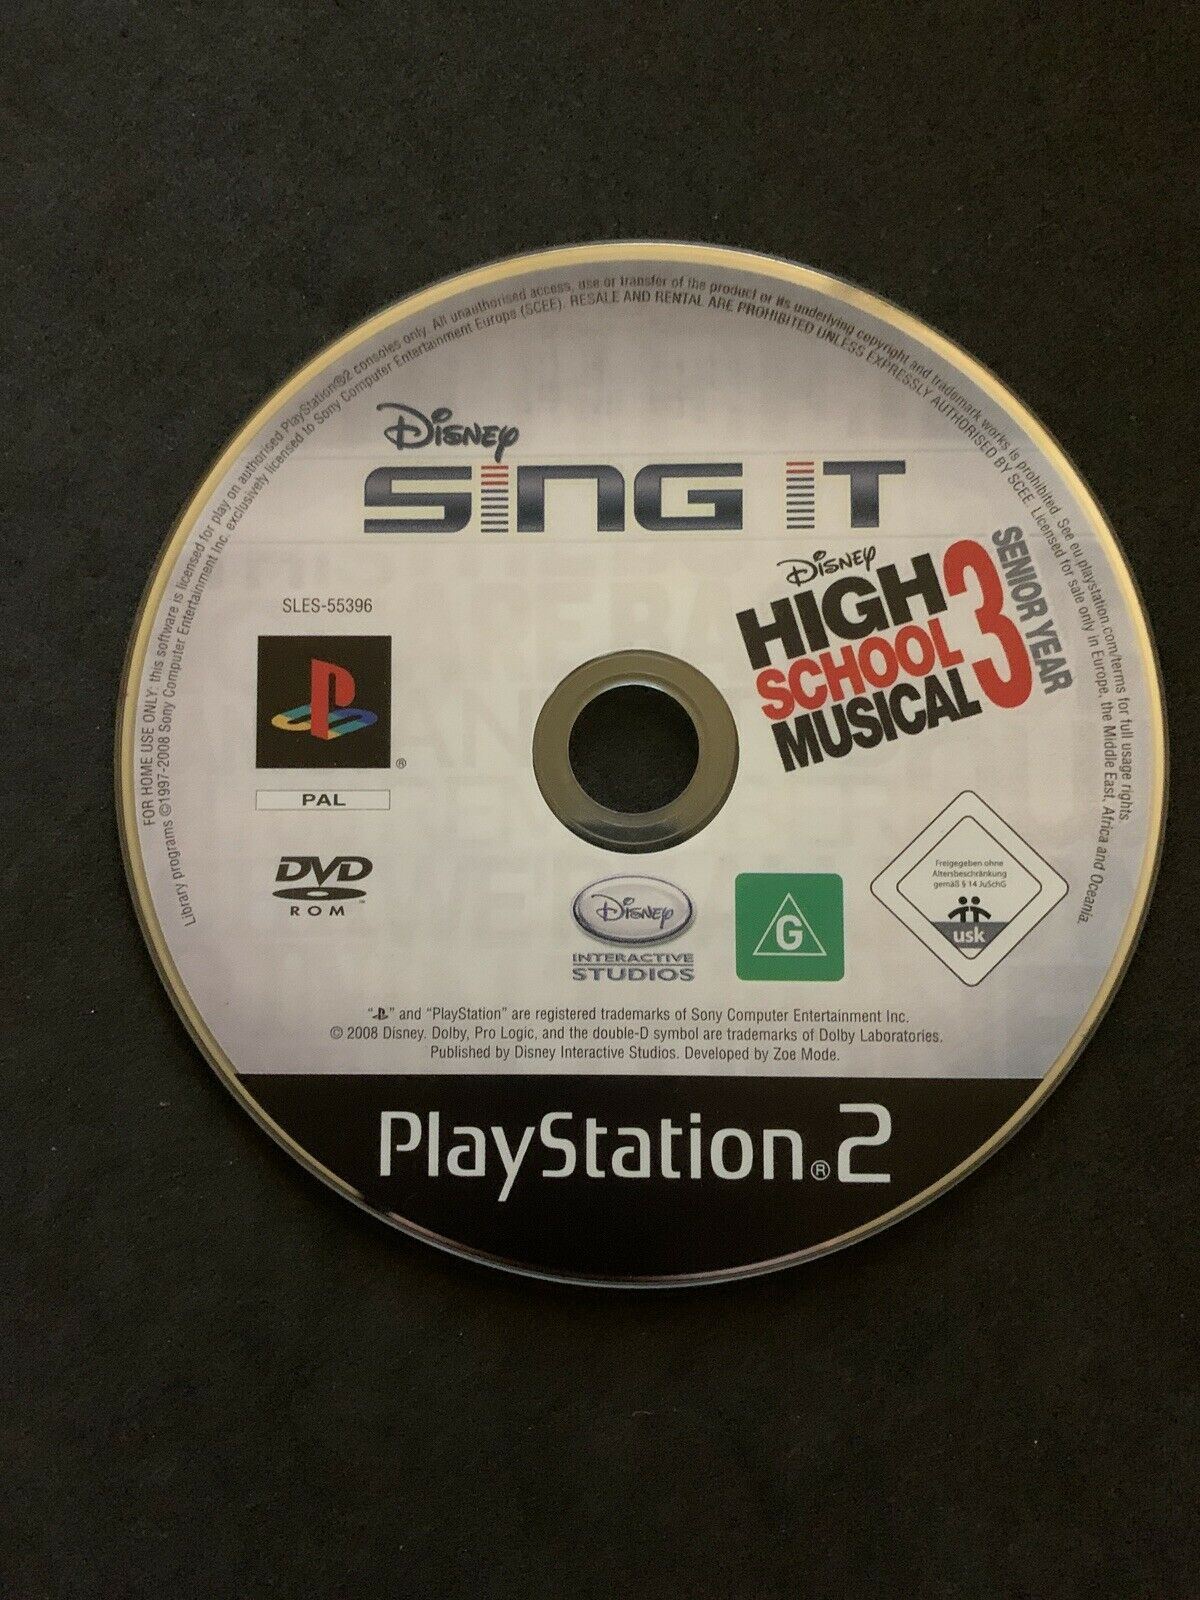 FOR HOME USE ONLY. this software is licensed for play on authorised PlayStation®2 consoles only. All unauthorised access, use or transfer of the product or its underlying copyright and trademark works is prohibited. See eu.playstation.com/terms for full usage rights.
Library programs ©1997-2008 Sony Computer Entertainment Inc. exclusively licensed to Sony Computer Entertainment Europe (SCEE). RESALE AND RENTAL ARE PROHIBITED UNLESS EXPRESSLY AUTHORISED BY SCEE. Licensed for sale only in Europe, the Middle East, Africa and Oceania.
Disney
SING IT
Disney
HIGH
SCHOOL
MUSICAL
3
SENIOR YEAR
SLES-55396
®
PAL
DVD
ROM™
Disney
INTERACTIVE
STUDIOS
G
Freigegeben ohne
Altersbeschränkung
gemäß § 14 JuSchG
usk
“PS” and “PlayStation” are registered trademarks of Sony Computer Entertainment Inc.
© 2008 Disney. Dolby, Pro Logic, and the double-D symbol are trademarks of Dolby Laboratories.
Published by Disney Interactive Studios. Developed by Zoe Mode.
PlayStation®2